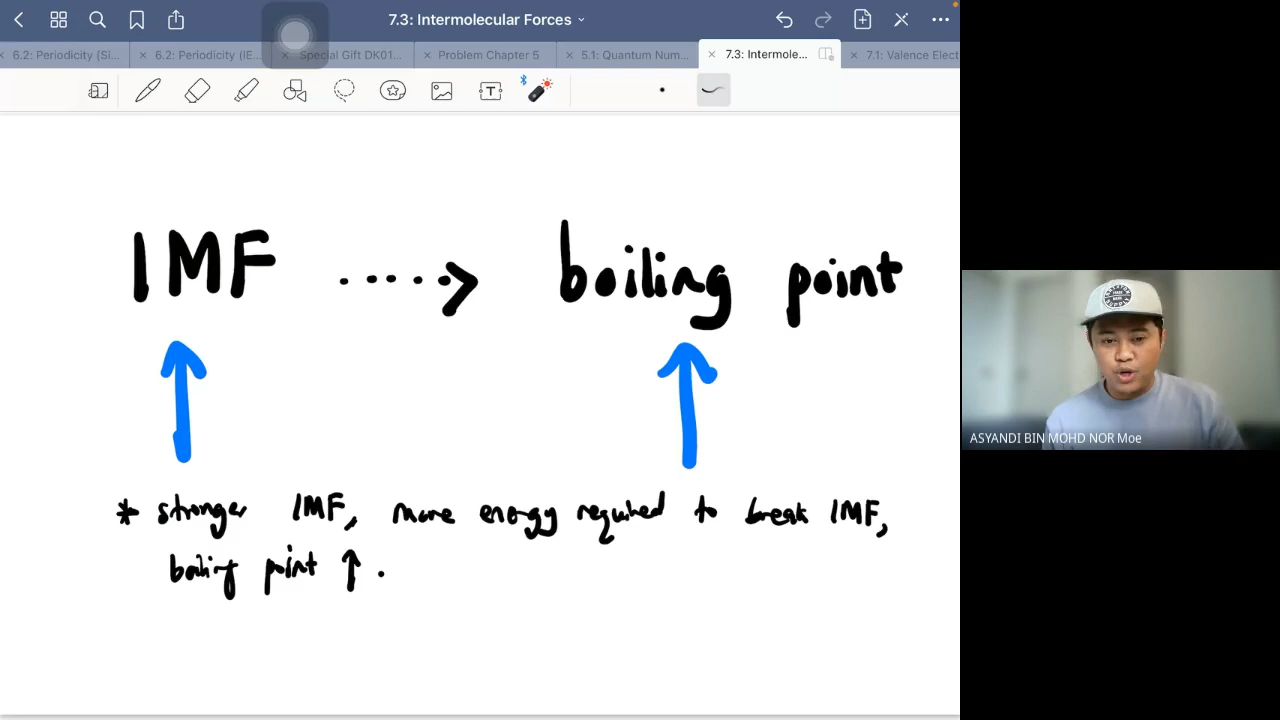 7.3: Intermolecular Forces
6.2: Periodicity (Si...
6.2: Periodicity (IE...
Special Gift DK01...
Problem Chapter 5
5.1: Quantum Num...
7.3: Intermole...
7.1: Valence Elect
T
IMF ····> boiling point
* stronger IMF, more energy required to break IMF,
boiling point ↑ .
ASYANDI BIN MOHD NOR Moe